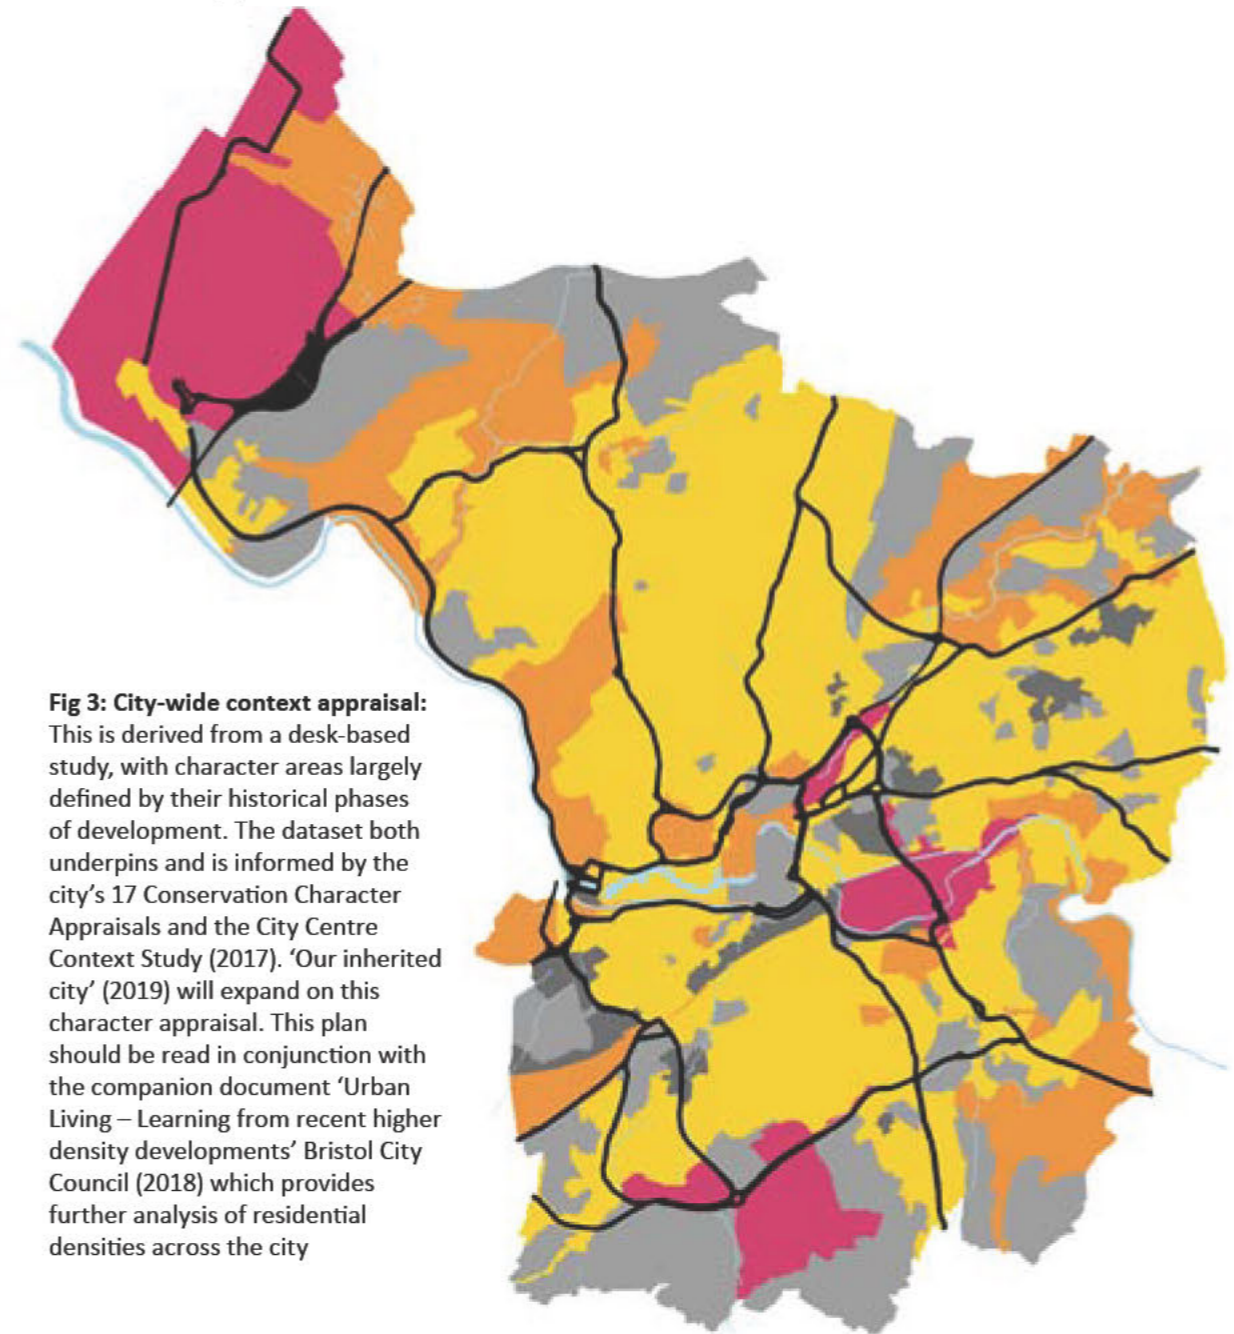 Fig 3: City-wide context appraisal:
This is derived from a desk-based
study, with character areas largely
defined by their historical phases
of development. The dataset both
underpins and is informed by the
city’s 17 Conservation Character
Appraisals and the City Centre
Context Study (2017). ‘Our inherited
city’ (2019) will expand on this
character appraisal. This plan
should be read in conjunction with
the companion document ‘Urban
Living – Learning from recent higher
density developments’ Bristol City
Council (2018) which provides
further analysis of residential
densities across the city